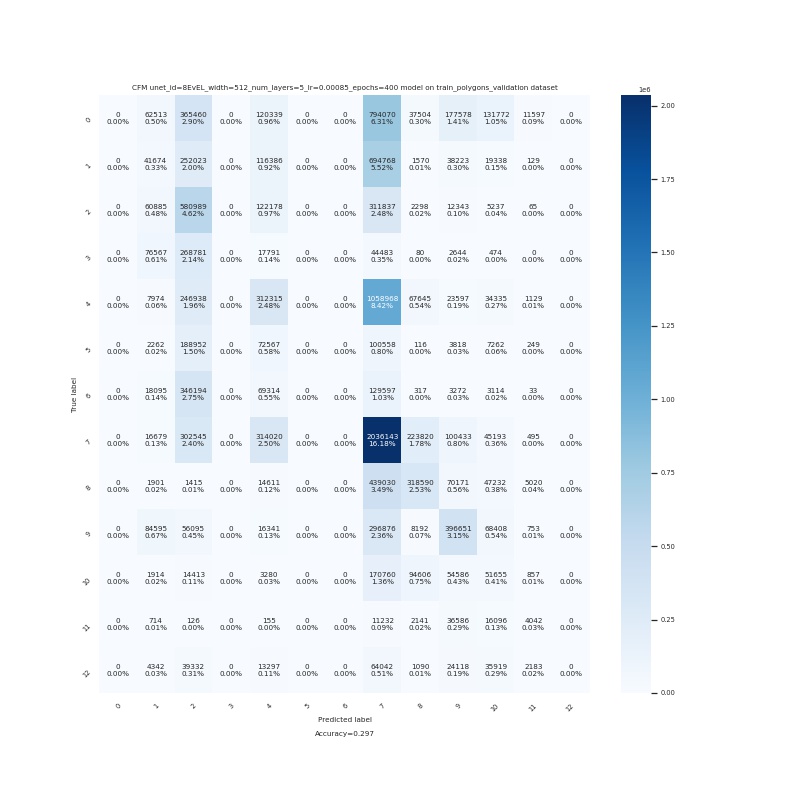 CFM unet_id=8EvEL_width=512_num_layers=5_lr=0.00085_epochs=400 model on train_polygons_validation dataset
1e6
0 62513 365460 0 120339 0 0 794070 37504 177578 131772 11597 0
0 0.00% 0.50% 2.90% 0.00% 0.96% 0.00% 0.00% 6.31% 0.30% 1.41% 1.05% 0.09% 0.00%
0 41674 252023 0 116386 0 0 694768 1570 38223 19338 129 0
1 0.00% 0.33% 2.00% 0.00% 0.92% 0.00% 0.00% 5.52% 0.01% 0.30% 0.15% 0.00% 0.00%
0 60885 580989 0 122178 0 0 311837 2298 12343 5237 65 0
2 0.00% 0.48% 4.62% 0.00% 0.97% 0.00% 0.00% 2.48% 0.02% 0.10% 0.04% 0.00% 0.00%
0 76567 268781 0 17791 0 0 44483 80 2644 474 0 0
3 0.00% 0.61% 2.14% 0.00% 0.14% 0.00% 0.00% 0.35% 0.00% 0.02% 0.00% 0.00% 0.00%
0 7974 246938 0 312315 0 0 1058968 67645 23597 34335 1129 0
4 0.00% 0.06% 1.96% 0.00% 2.48% 0.00% 0.00% 8.42% 0.54% 0.19% 0.27% 0.01% 0.00%
0 2262 188952 0 72567 0 0 100558 116 3818 7262 249 0
5 0.00% 0.02% 1.50% 0.00% 0.58% 0.00% 0.00% 0.80% 0.00% 0.03% 0.06% 0.00% 0.00%
0 18095 346194 0 69314 0 0 129597 317 3272 3114 33 0
6 0.00% 0.14% 2.75% 0.00% 0.55% 0.00% 0.00% 1.03% 0.00% 0.03% 0.02% 0.00% 0.00%
True label
0 16679 302545 0 314020 0 0 2036143 223820 100433 45193 495 0
7 0.00% 0.13% 2.40% 0.00% 2.50% 0.00% 0.00% 16.18% 1.78% 0.80% 0.36% 0.00% 0.00%
0 1901 1415 0 14611 0 0 439030 318590 70171 47232 5020 0
8 0.00% 0.02% 0.01% 0.00% 0.12% 0.00% 0.00% 3.49% 2.53% 0.56% 0.38% 0.04% 0.00%
0 84595 56095 0 16341 0 0 296876 8192 396651 68408 753 0
9 0.00% 0.67% 0.45% 0.00% 0.13% 0.00% 0.00% 2.36% 0.07% 3.15% 0.54% 0.01% 0.00%
0 1914 14413 0 3280 0 0 170760 94606 54586 51655 857 0
10 0.00% 0.02% 0.11% 0.00% 0.03% 0.00% 0.00% 1.36% 0.75% 0.43% 0.41% 0.01% 0.00%
0 714 126 0 155 0 0 11232 2141 36586 16096 4042 0
11 0.00% 0.01% 0.00% 0.00% 0.00% 0.00% 0.00% 0.09% 0.02% 0.29% 0.13% 0.03% 0.00%
0 4342 39332 0 13297 0 0 64042 1090 24118 35919 2183 0
12 0.00% 0.03% 0.31% 0.00% 0.11% 0.00% 0.00% 0.51% 0.01% 0.19% 0.29% 0.02% 0.00%
0 1 2 3 4 5 6 7 8 9 10 11 12
Predicted label
Accuracy=0.297
2.00
1.75
1.50
1.25
1.00
0.75
0.50
0.25
0.00